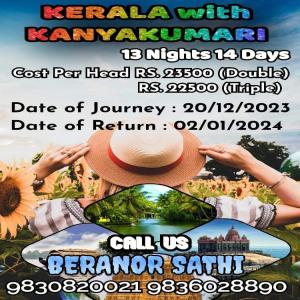 KERALA with
KANYAKUMARI
13 Nights 14 Days
Cost Per Head RS. 23500 (Double)
RS. 22500 (Triple)
Date of Journey : 20/12/2023
Date of Return : 02/01/2024
CALL US
BERANOR SATHI
9830820021 9836028890